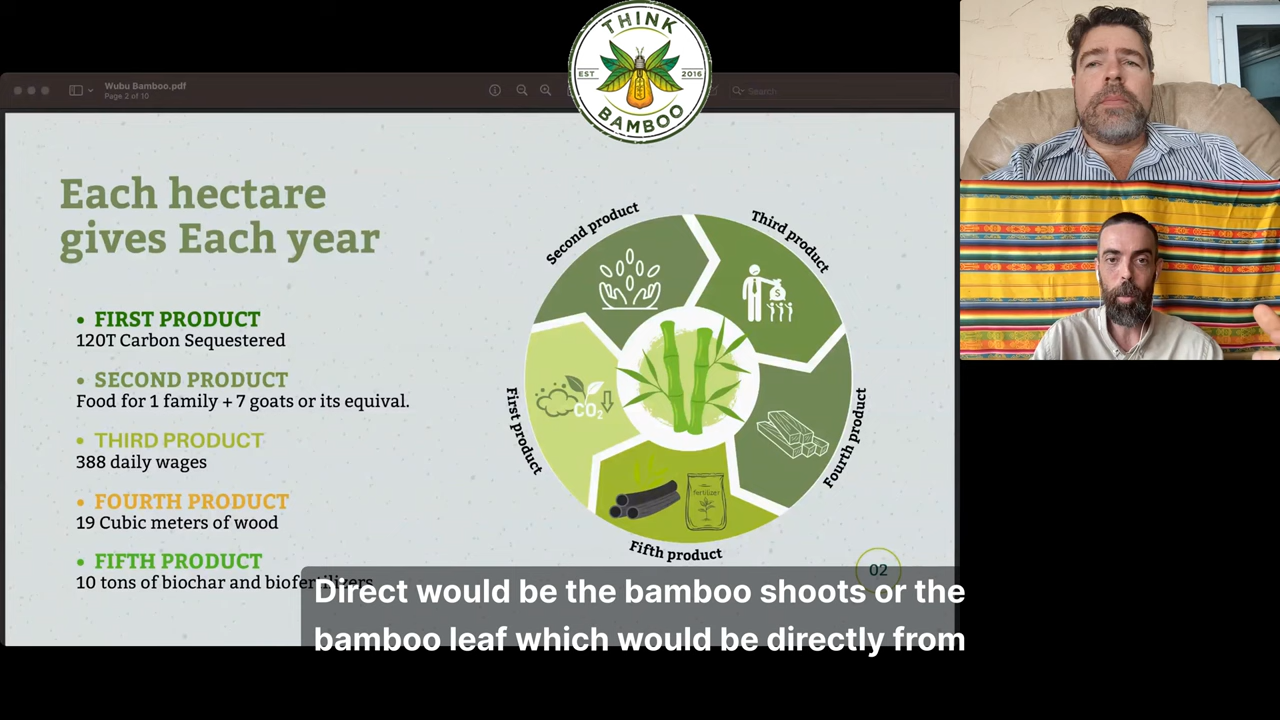 THINK
EST 2016
BAMBOO
Wubu Bamboo.pdf
Page 2 of 10
Search
Each hectare
gives Each year
• FIRST PRODUCT
120T Carbon Sequestered
• SECOND PRODUCT
Food for 1 family + 7 goats or its equival.
• THIRD PRODUCT
388 daily wages
• FOURTH PRODUCT
19 Cubic meters of wood
• FIFTH PRODUCT
10 tons of biochar and biofertilizers
Second product
Third product
First product
CO2
Fourth product
$
fertilizer
Fifth product
02
Direct would be the bamboo shoots or the
bamboo leaf which would be directly from